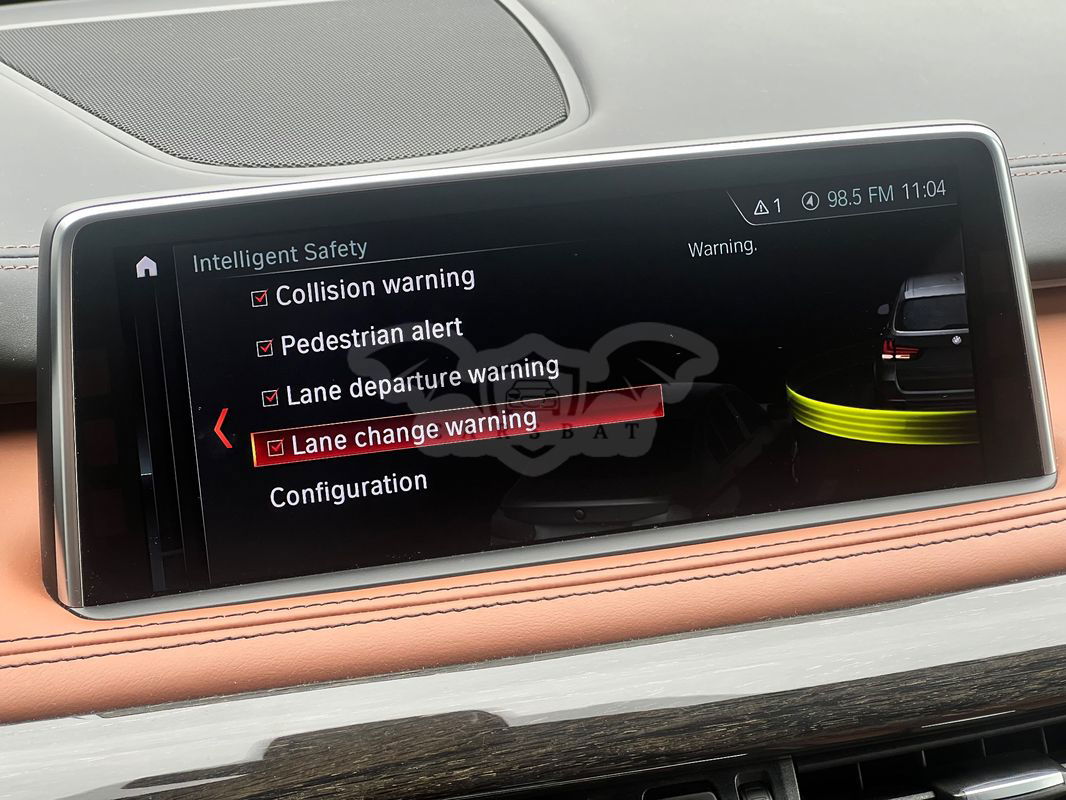 1 98.5 FM 11:04
Intelligent Safety
Warning.
Collision warning
Pedestrian alert
Lane departure warning
Lane change warning
Configuration
CARSBAT